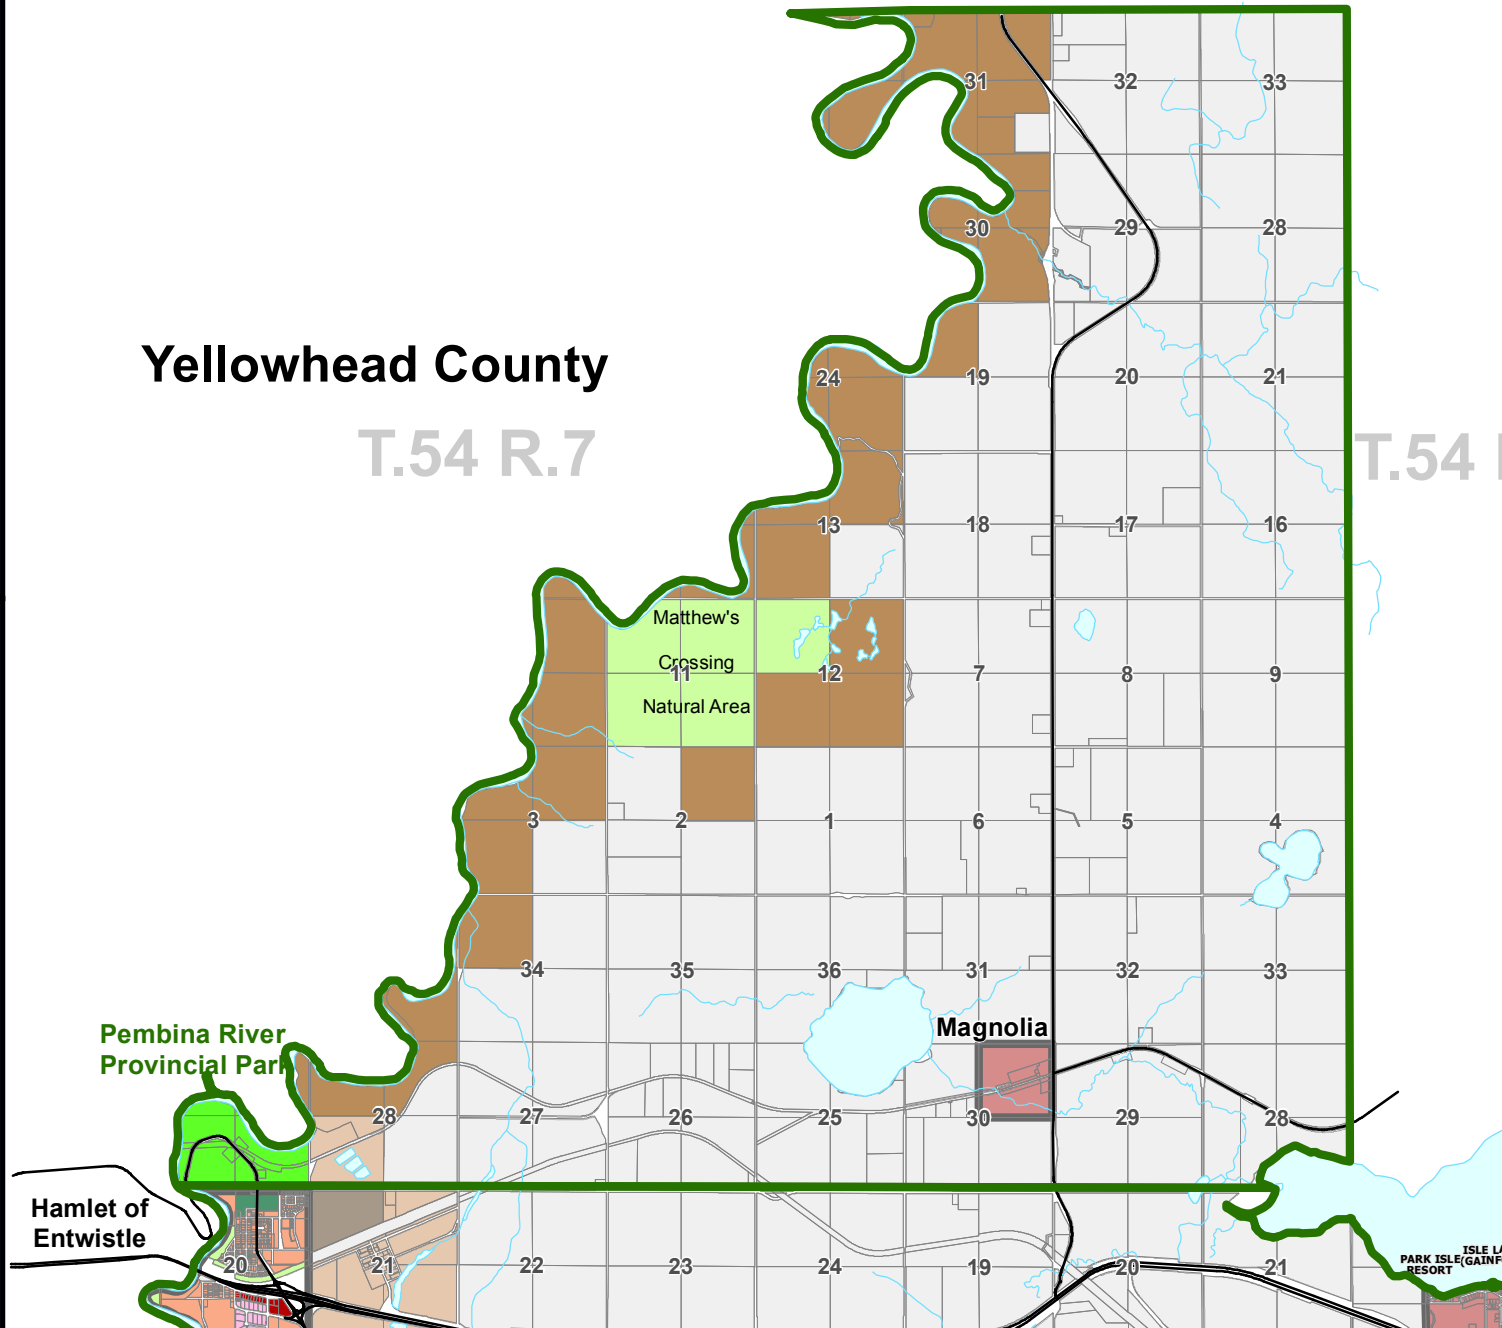 31 32 33
30 29 28
Yellowhead County
24 19 20 21
T.54 R.7
T.54
13 18 17 16
Matthew's
Crossing
11 12 7 8 9
Natural Area
3 2 1 6 5 4
34 35 36 31 32 33
Magnolia
Pembina River
Provincial Park
28 27 26 25 30 29 28
Hamlet of
Entwistle
20 21 22 23 24 19 20 21
PARK ISLE
RESORT
ISLE LA
(GAINF